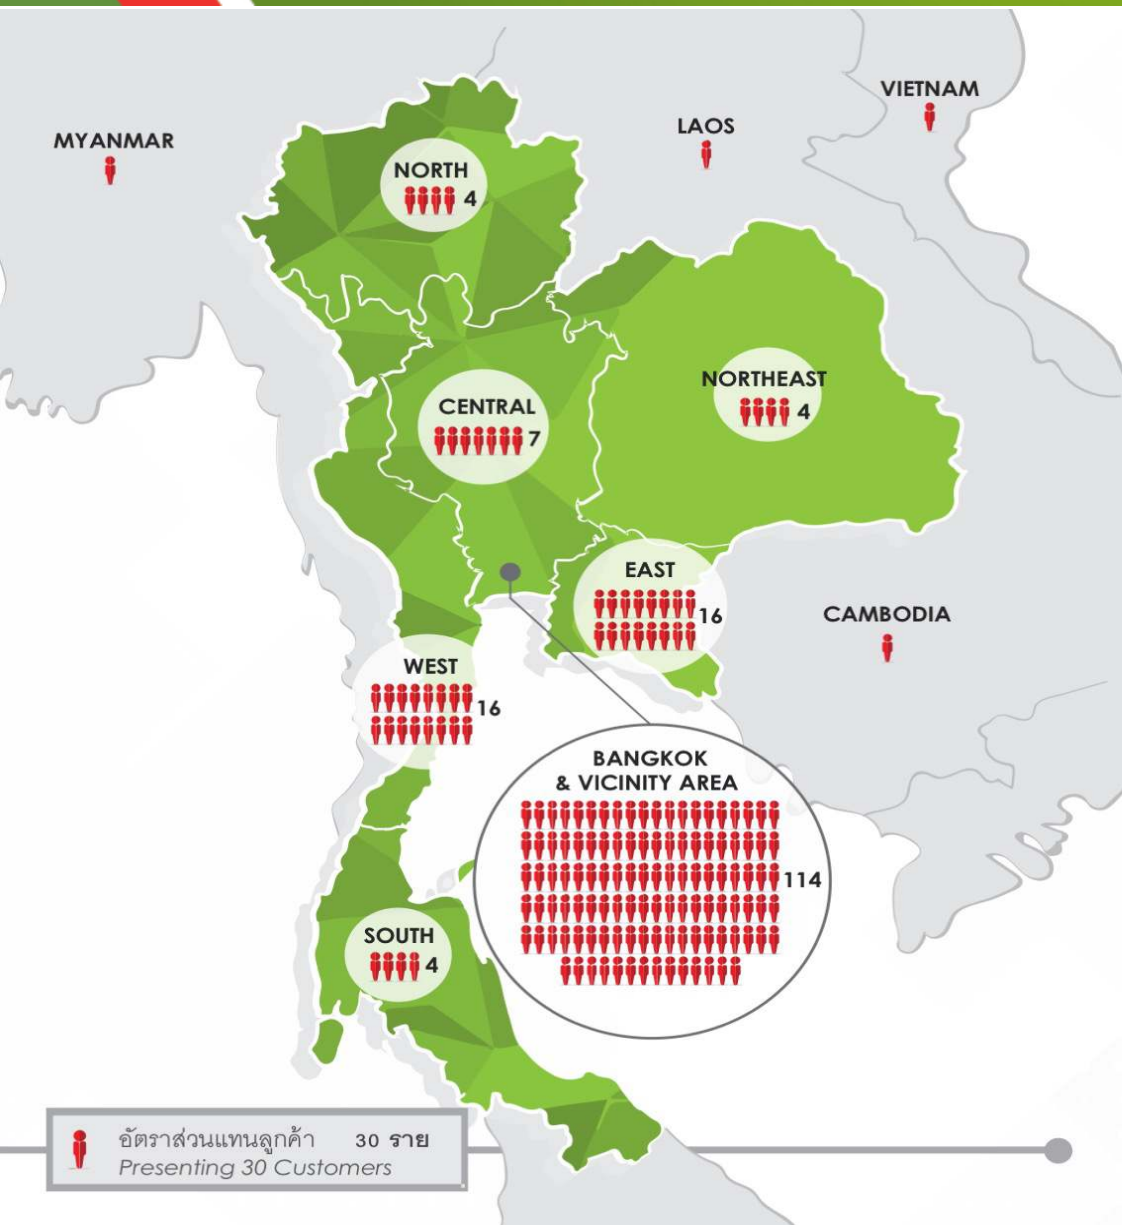 VIETNAM
LAOS
MYANMAR
NORTH
4
NORTHEAST
4
CENTRAL
7
EAST
16
CAMBODIA
WEST
16
BANGKOK
& VICINITY AREA
114
SOUTH
4
อัตราส่วนแทนลูกค้า 30 ราย
Presenting 30 Customers